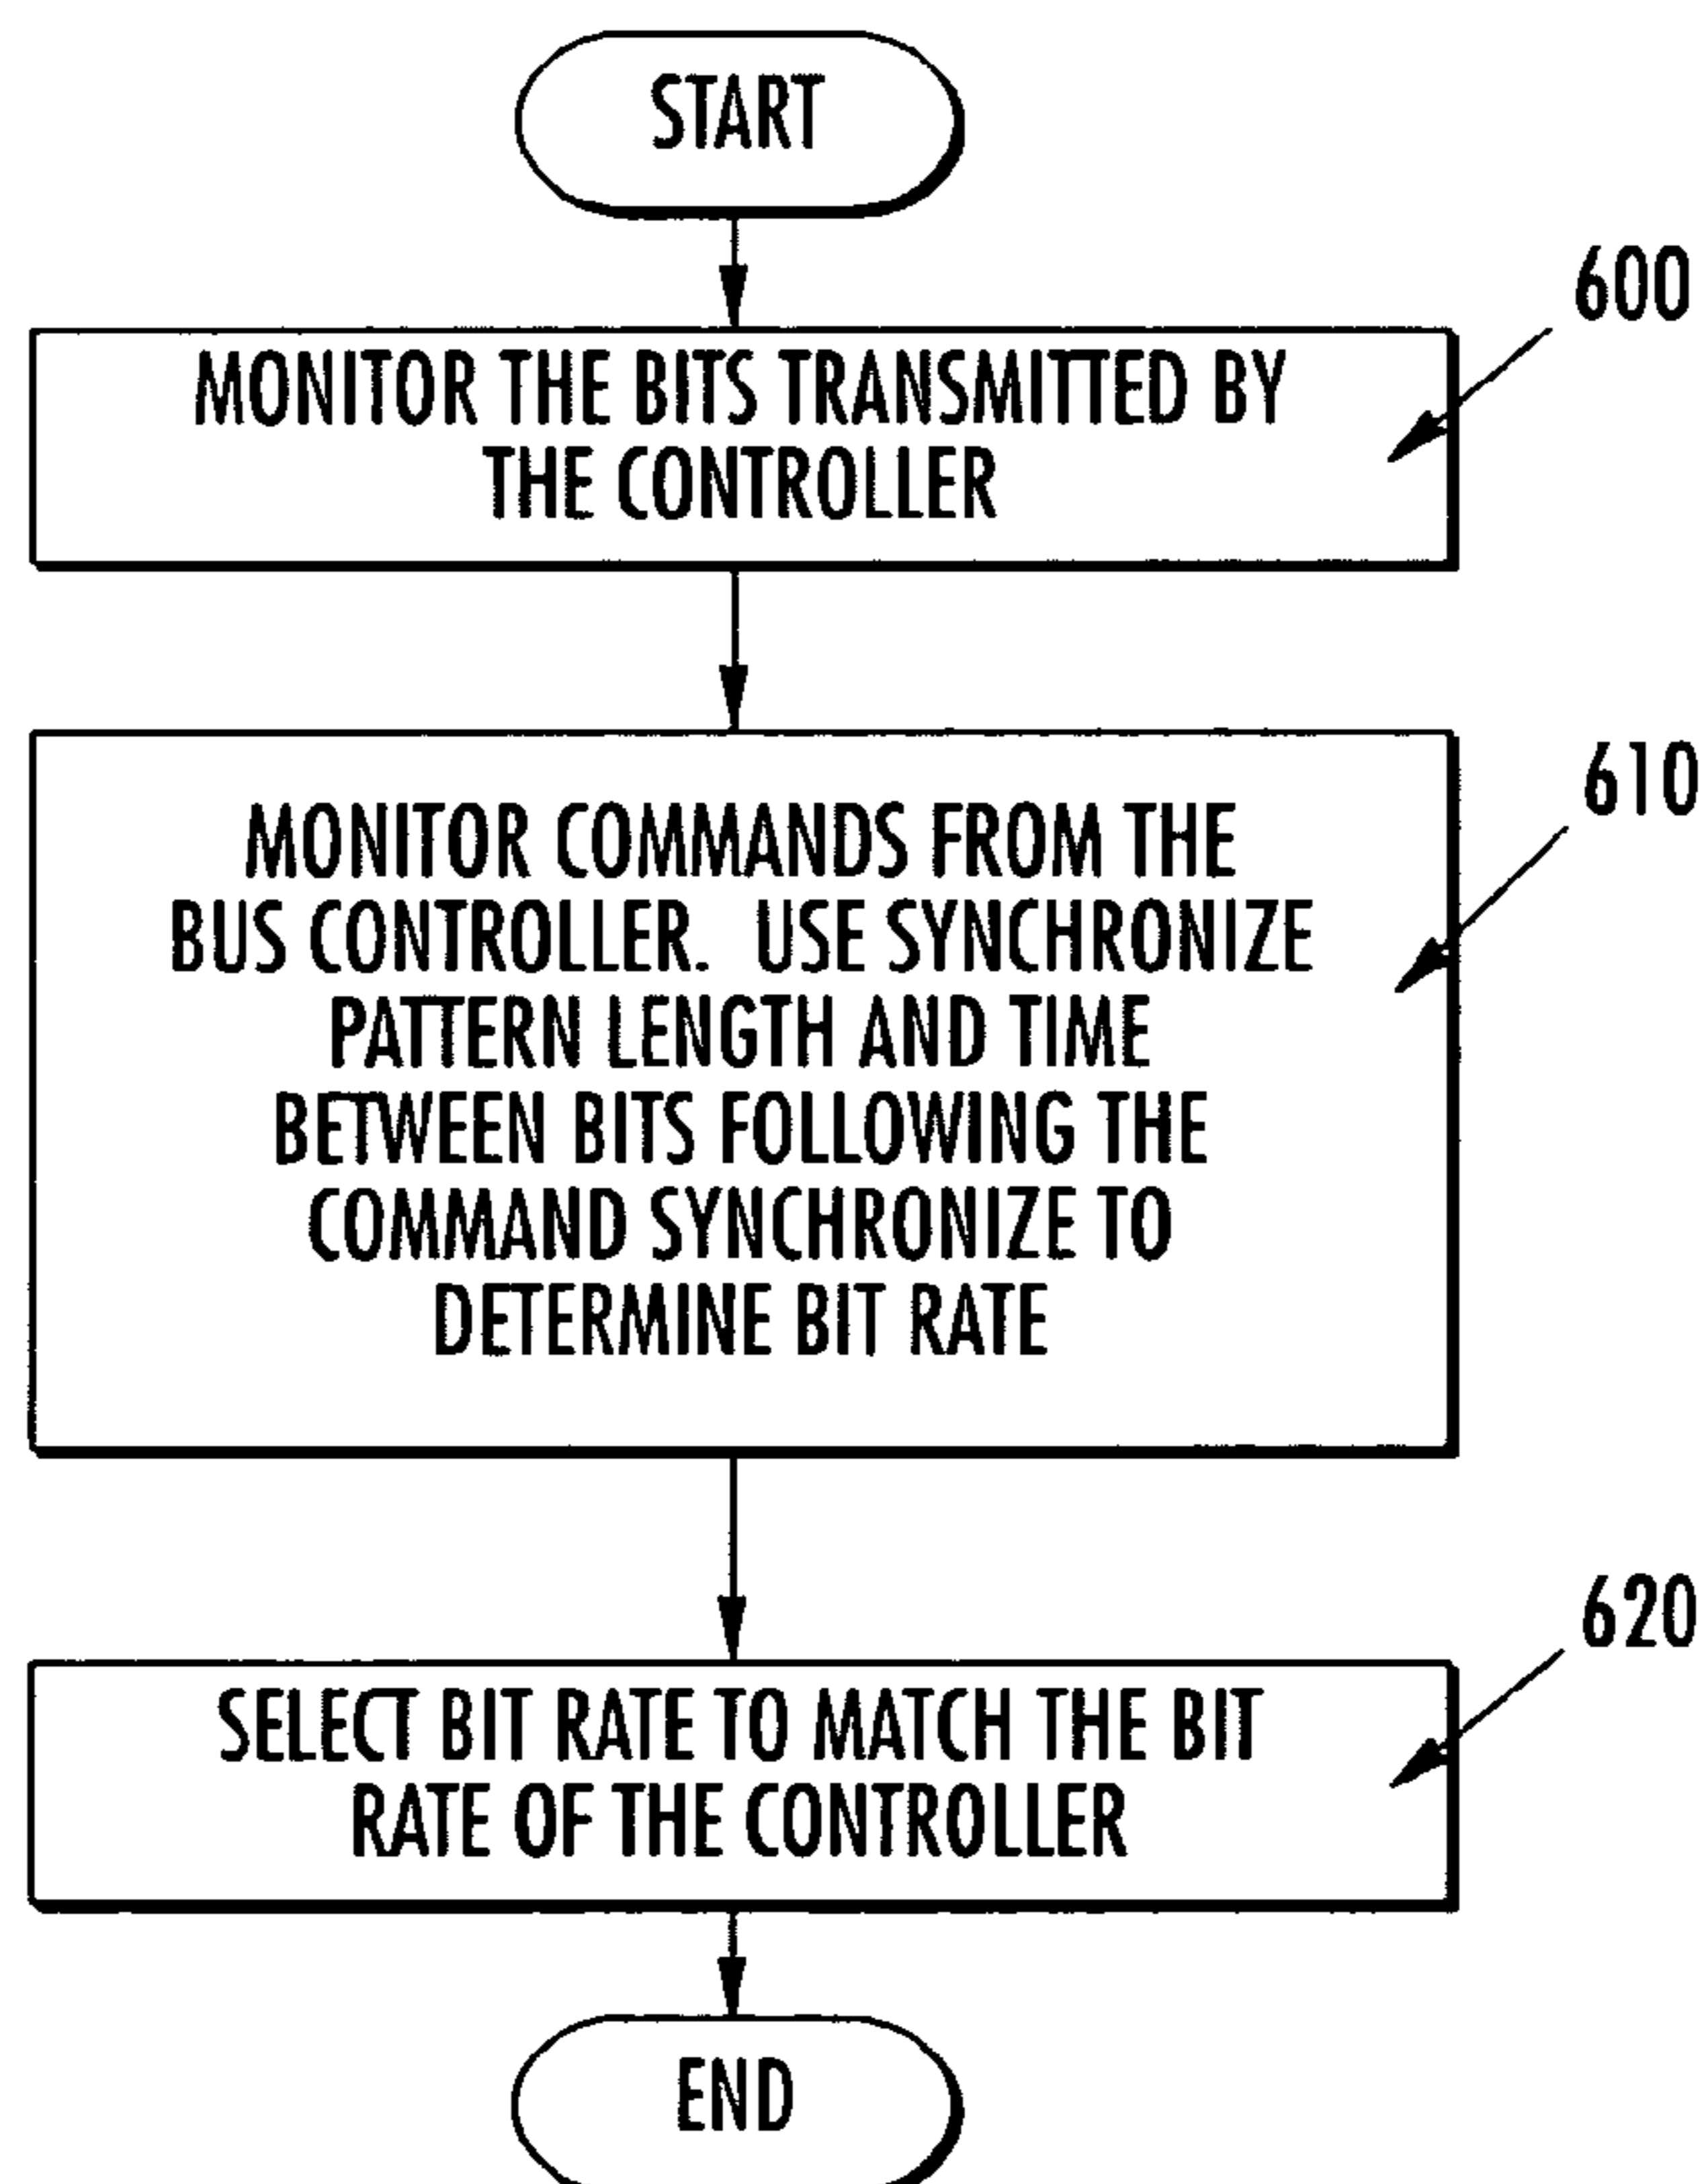 START
600
MONITOR THE BITS TRANSMITTED BY
THE CONTROLLER
610
MONITOR COMMANDS FROM THE
BUS CONTROLLER. USE SYNCHRONIZE
PATTERN LENGTH AND TIME
BETWEEN BITS FOLLOWING THE
COMMAND SYNCHRONIZE TO
DETERMINE BIT RATE
620
SELECT BIT RATE TO MATCH THE BIT
RATE OF THE CONTROLLER
END